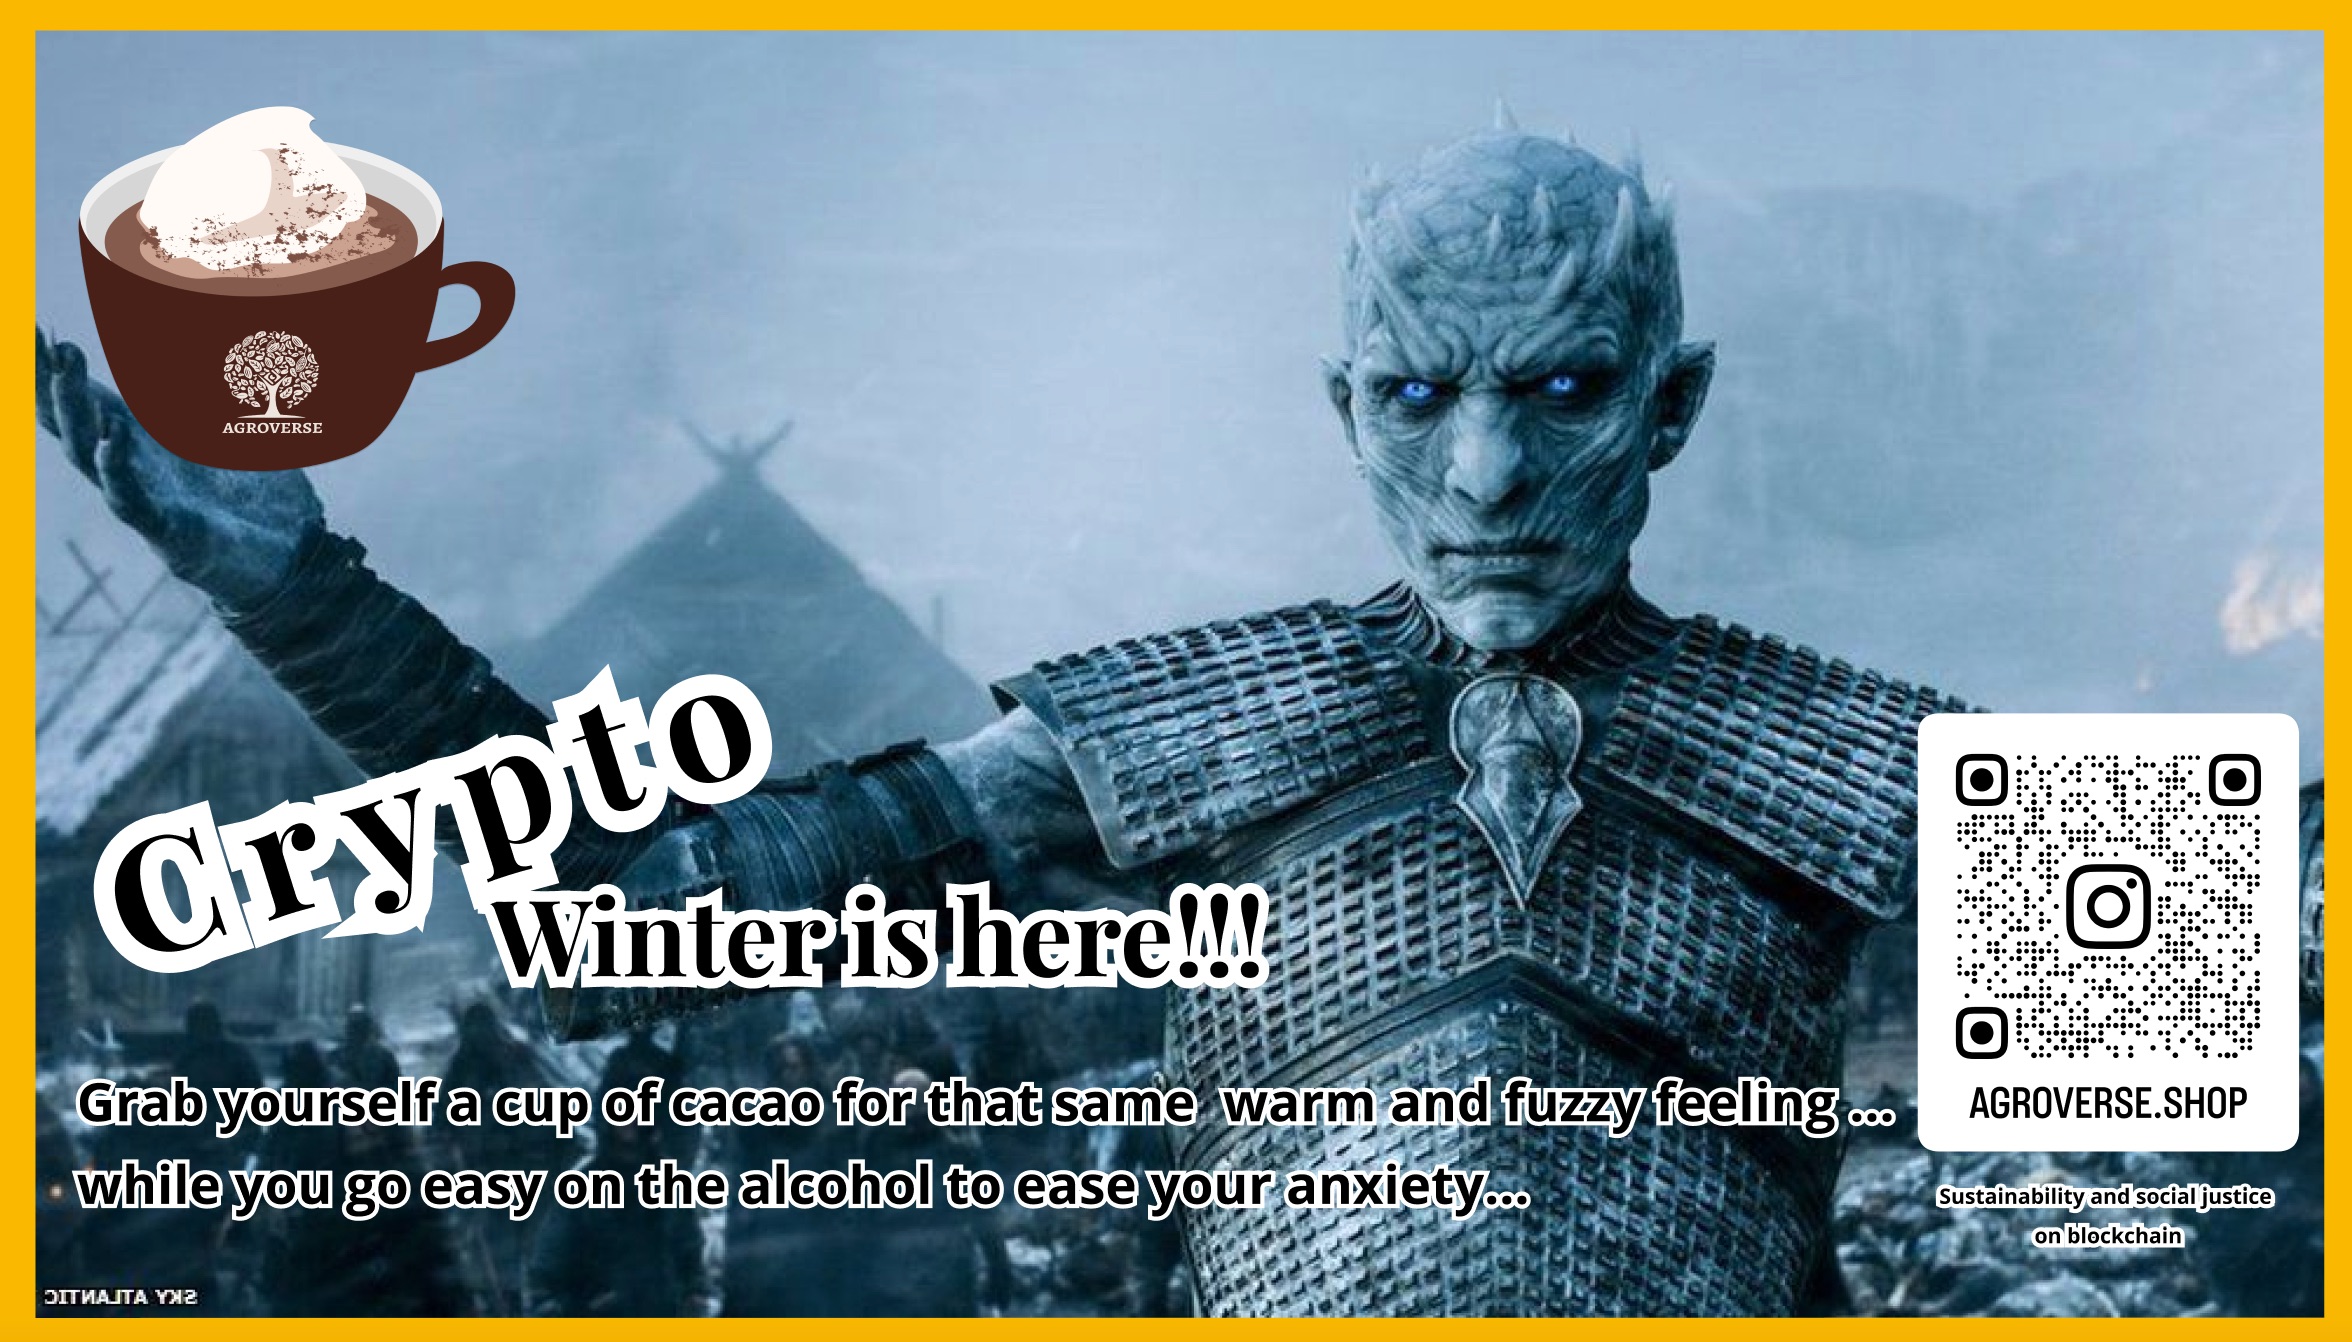 AGROVERSE
Crypto
Winter is here!!!
Grab yourself a cup of cacao for that same warm and fuzzy feeling ...
while you go easy on the alcohol to ease your anxiety...
AGROVERSE.SHOP
Sustainability and social justice
on blockchain
SKY ATLANTIC